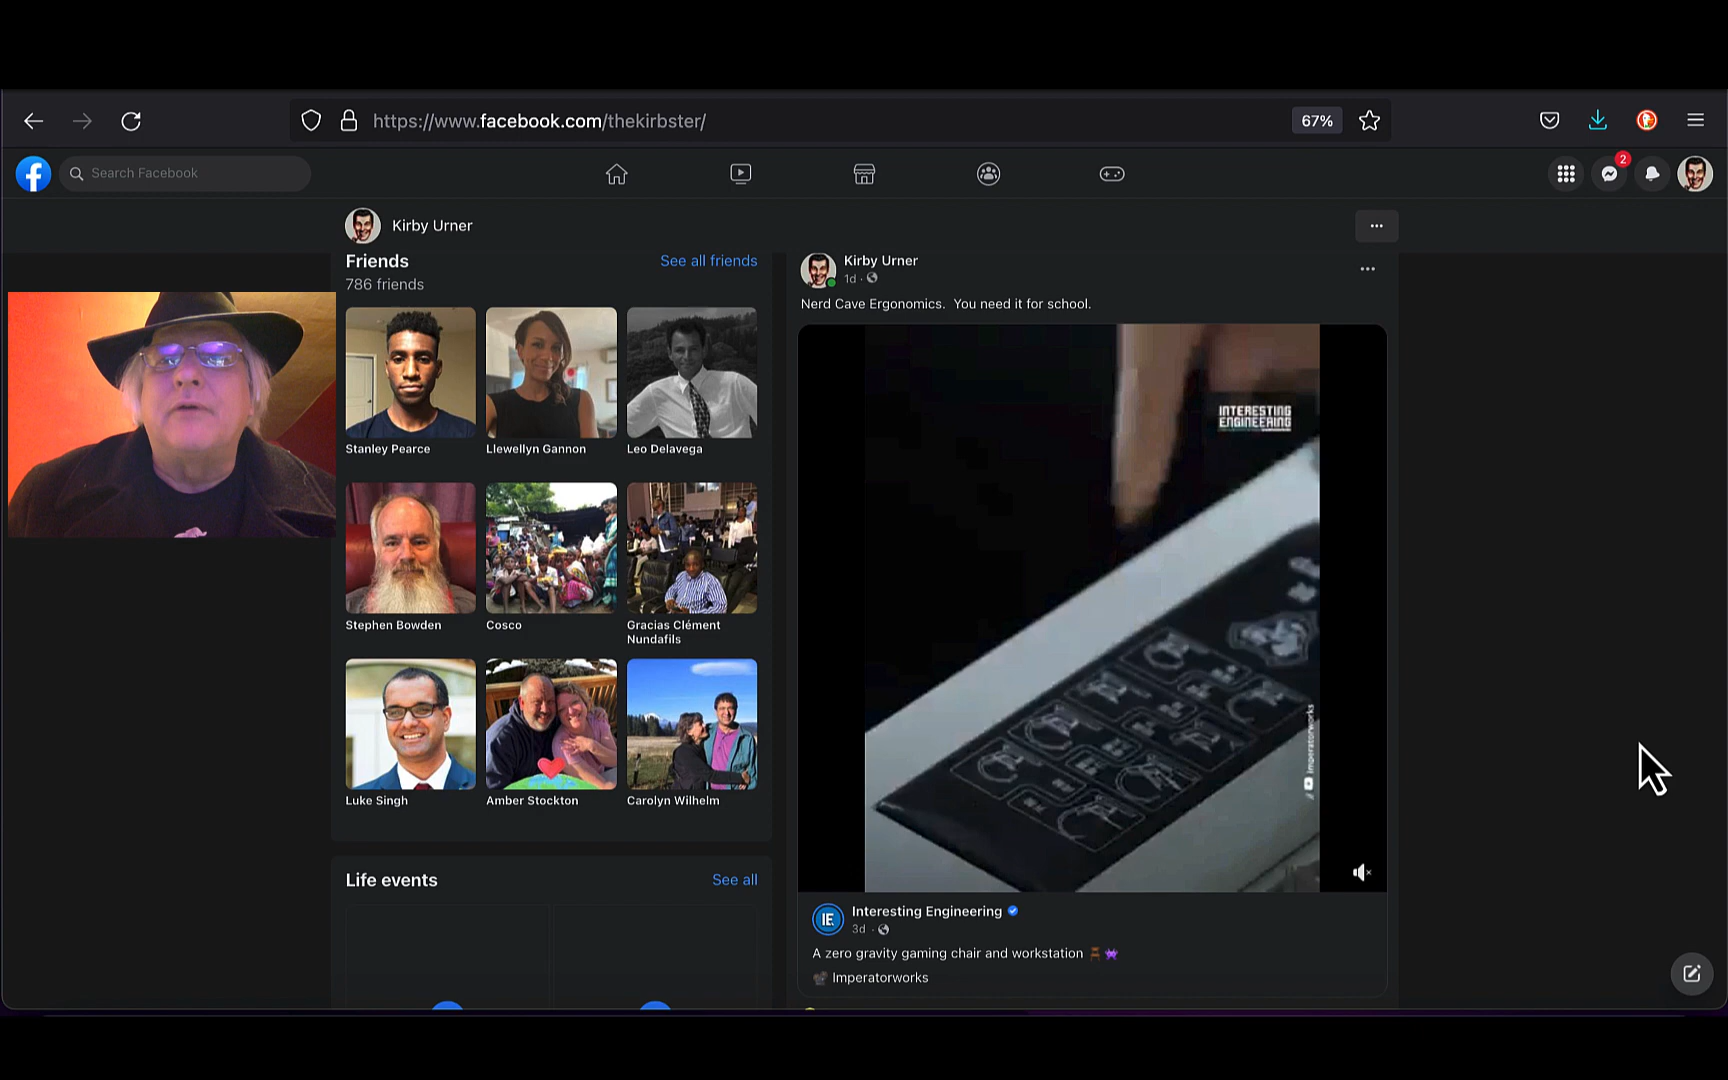 https://www.facebook.com/thekirbster/
67%
Search Facebook
2
Kirby Urner
Friends
See all friends
786 friends
Stanley Pearce
Llewellyn Gannon
Leo Delavega
Stephen Bowden
Cosco
Gracias Clément
Nundafils
Luke Singh
Amber Stockton
Carolyn Wilhelm
Life events
See all
Kirby Urner
1d ·
Nerd Cave Ergonomics.  You need it for school.
INTERESTING
ENGINEERING
/ Imperatorworks
IE
Interesting Engineering
3d ·
A zero gravity gaming chair and workstation
Imperatorworks